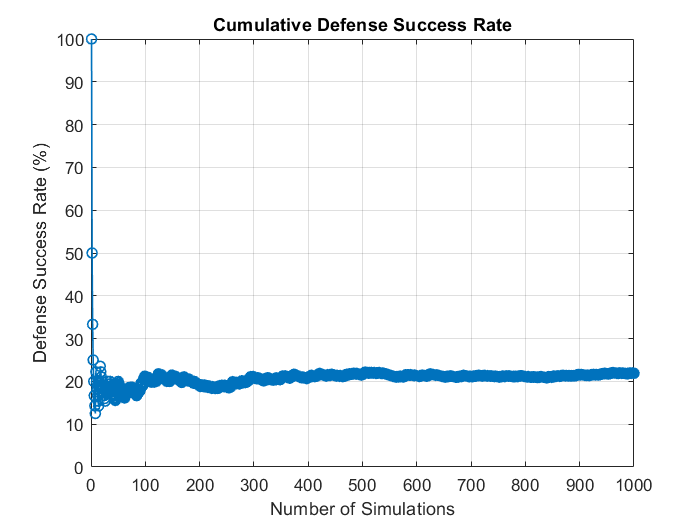 Cumulative Defense Success Rate
100
90
80
70
60
50
40
30
20
10
0
Defense Success Rate (%)
0 100 200 300 400 500 600 700 800 900 1000
Number of Simulations